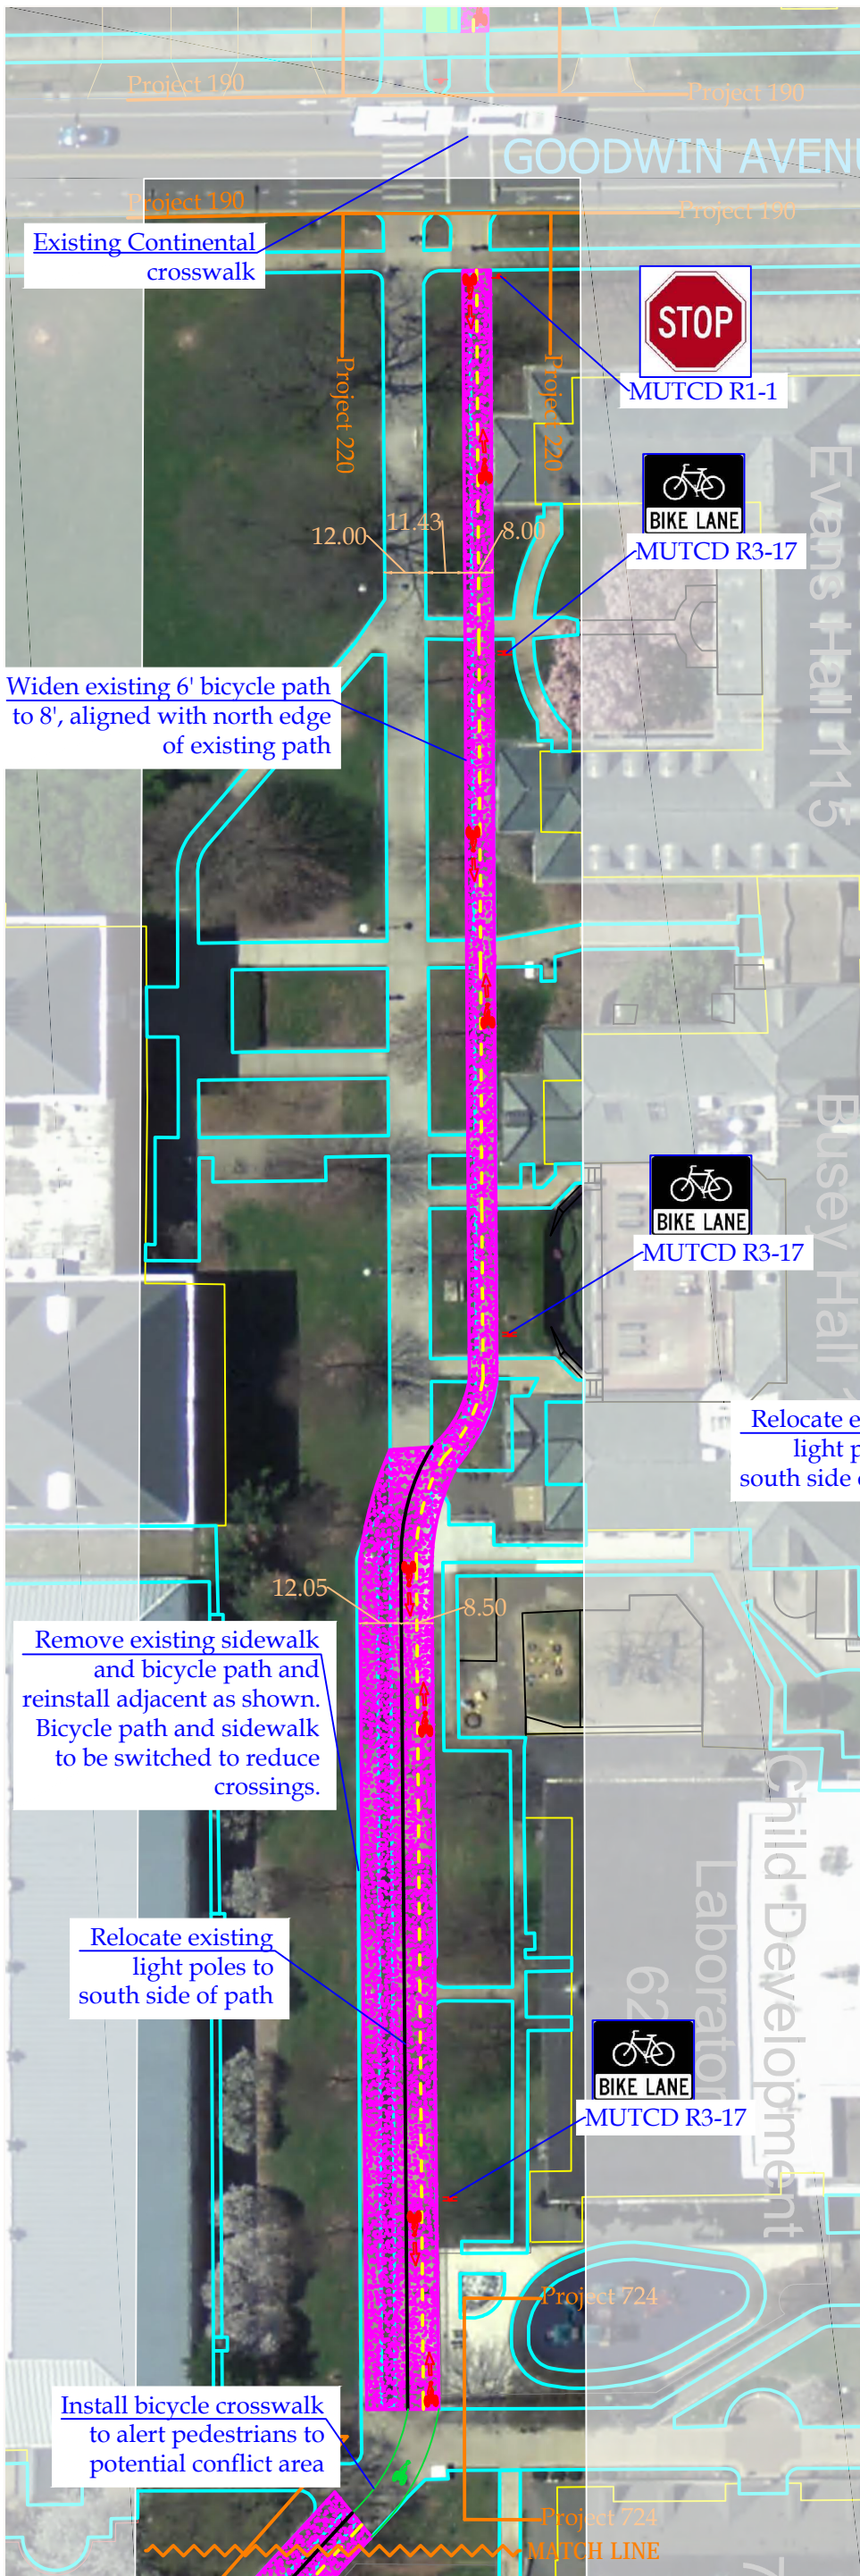 Project 190
Project 190
GOODWIN AVENU
Project 190
Project 190
Existing Continental
crosswalk
STOP
MUTCD R1-1
Project 220
Project 220
BIKE LANE
MUTCD R3-17
12.00
11.43
8.00
Evans Hall 115
Widen existing 6' bicycle path
to 8', aligned with north edge
of existing path
BIKE LANE
MUTCD R3-17
Busey Hall
Relocate e
light p
south side
12.05
8.50
Remove existing sidewalk
and bicycle path and
reinstall adjacent as shown.
Bicycle path and sidewalk
to be switched to reduce
crossings.
Child Development
Laborator
62
Relocate existing
light poles to
south side of path
BIKE LANE
MUTCD R3-17
Project 724
Install bicycle crosswalk
to alert pedestrians to
potential conflict area
Project 724
MATCH LINE
7